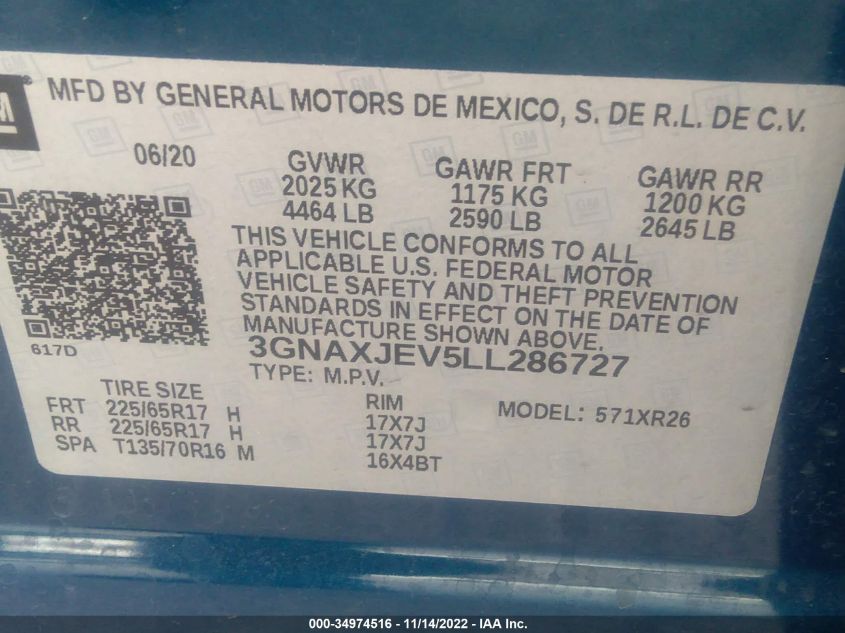 GM®
MFD BY GENERAL MOTORS DE MEXICO, S. DE R.L. DE C.V.
06/20
GVWR
2025 KG
4464 LB
GAWR FRT
1175 KG
2590 LB
GAWR RR
1200 KG
2645 LB
THIS VEHICLE CONFORMS TO ALL
APPLICABLE U.S. FEDERAL MOTOR
VEHICLE SAFETY AND THEFT PREVENTION
STANDARDS IN EFFECT ON THE DATE OF
MANUFACTURE SHOWN ABOVE.
617D
3GNAXJEV5LL286727
TYPE: M.P.V.
MODEL: 571XR26
TIRE SIZE RIM
FRT 225/65R17 H 17X7J
RR 225/65R17 H 17X7J
SPA T135/70R16 M 16X4BT
000-34974516 - 11/14/2022 - IAA Inc.